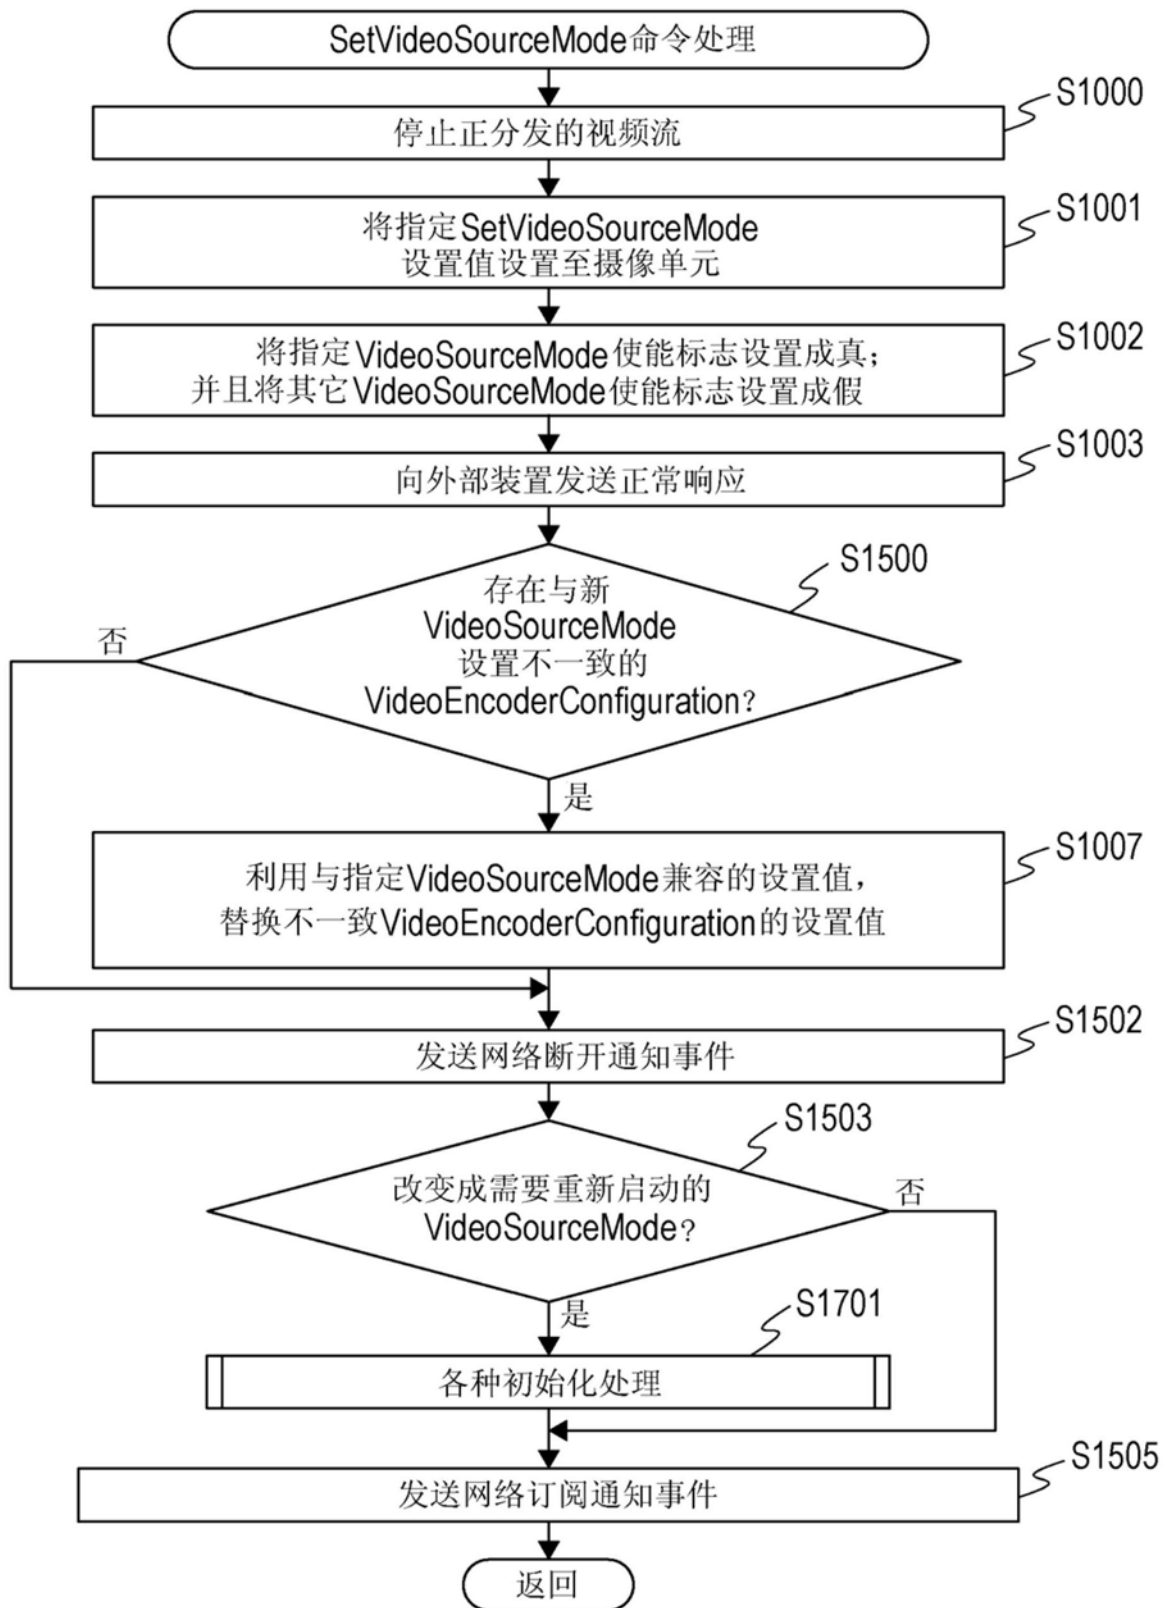 SetVideoSourceMode命令处理
S1000
停止正分发的视频流
S1001
将指定SetVideoSourceMode
设置值设置至摄像单元
S1002
将指定VideoSourceMode使能标志设置成真；
并且将其它VideoSourceMode使能标志设置成假
S1003
向外部装置发送正常响应
S1500
存在与新
VideoSourceMode
设置不一致的
VideoEncoderConfiguration？
否
是
S1007
利用与指定VideoSourceMode兼容的设置值，
替换不一致VideoEncoderConfiguration的设置值
S1502
发送网络断开通知事件
S1503
改变成需要重新启动的
VideoSourceMode？
否
是
S1701
各种初始化处理
S1505
发送网络订阅通知事件
返回